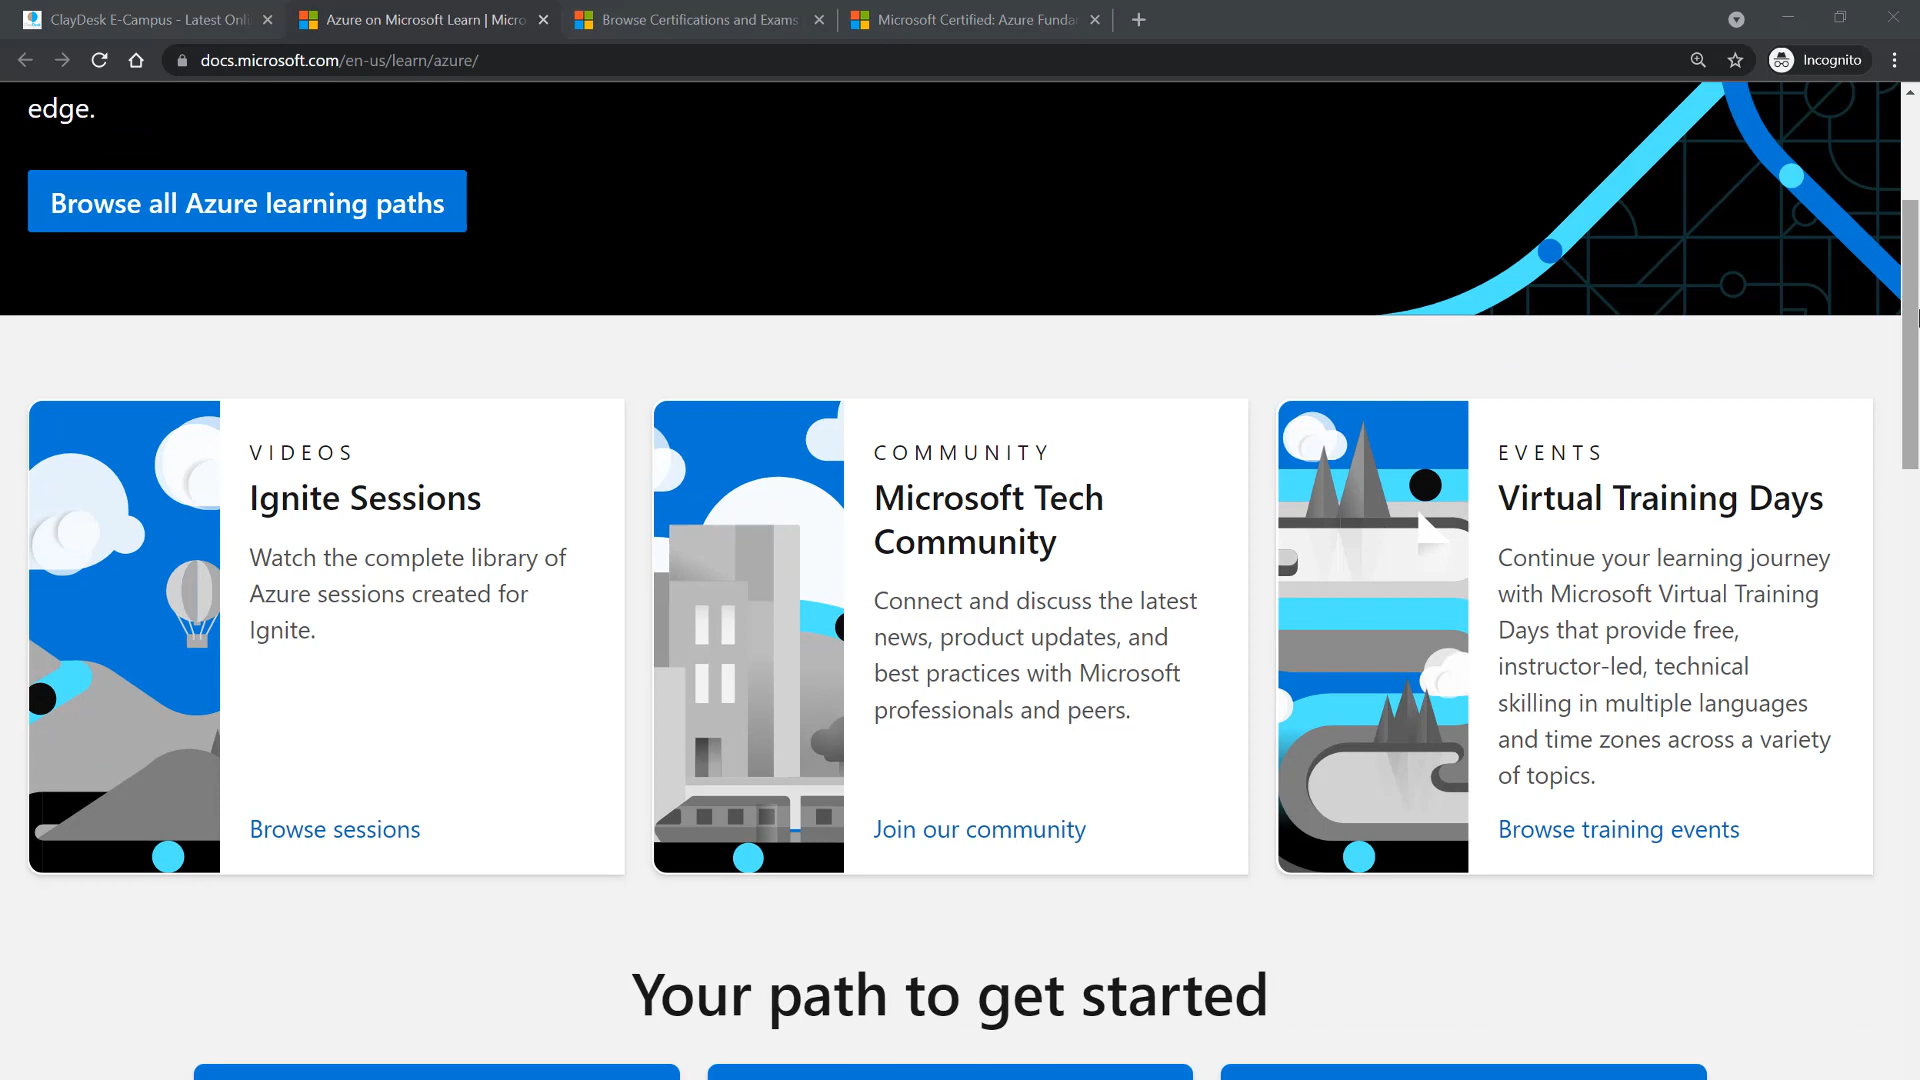 ClayDesk E-Campus - Latest Onli
Azure on Microsoft Learn | Micro
Browse Certifications and Exams
Microsoft Certified: Azure Funda
docs.microsoft.com/en-us/learn/azure/
Incognito
edge.
Browse all Azure learning paths
VIDEOS
Ignite Sessions
Watch the complete library of
Azure sessions created for
Ignite.
Browse sessions
COMMUNITY
Microsoft Tech
Community
Connect and discuss the latest
news, product updates, and
best practices with Microsoft
professionals and peers.
Join our community
EVENTS
Virtual Training Days
Continue your learning journey
with Microsoft Virtual Training
Days that provide free,
instructor-led, technical
skilling in multiple languages
and time zones across a variety
of topics.
Browse training events
Your path to get started